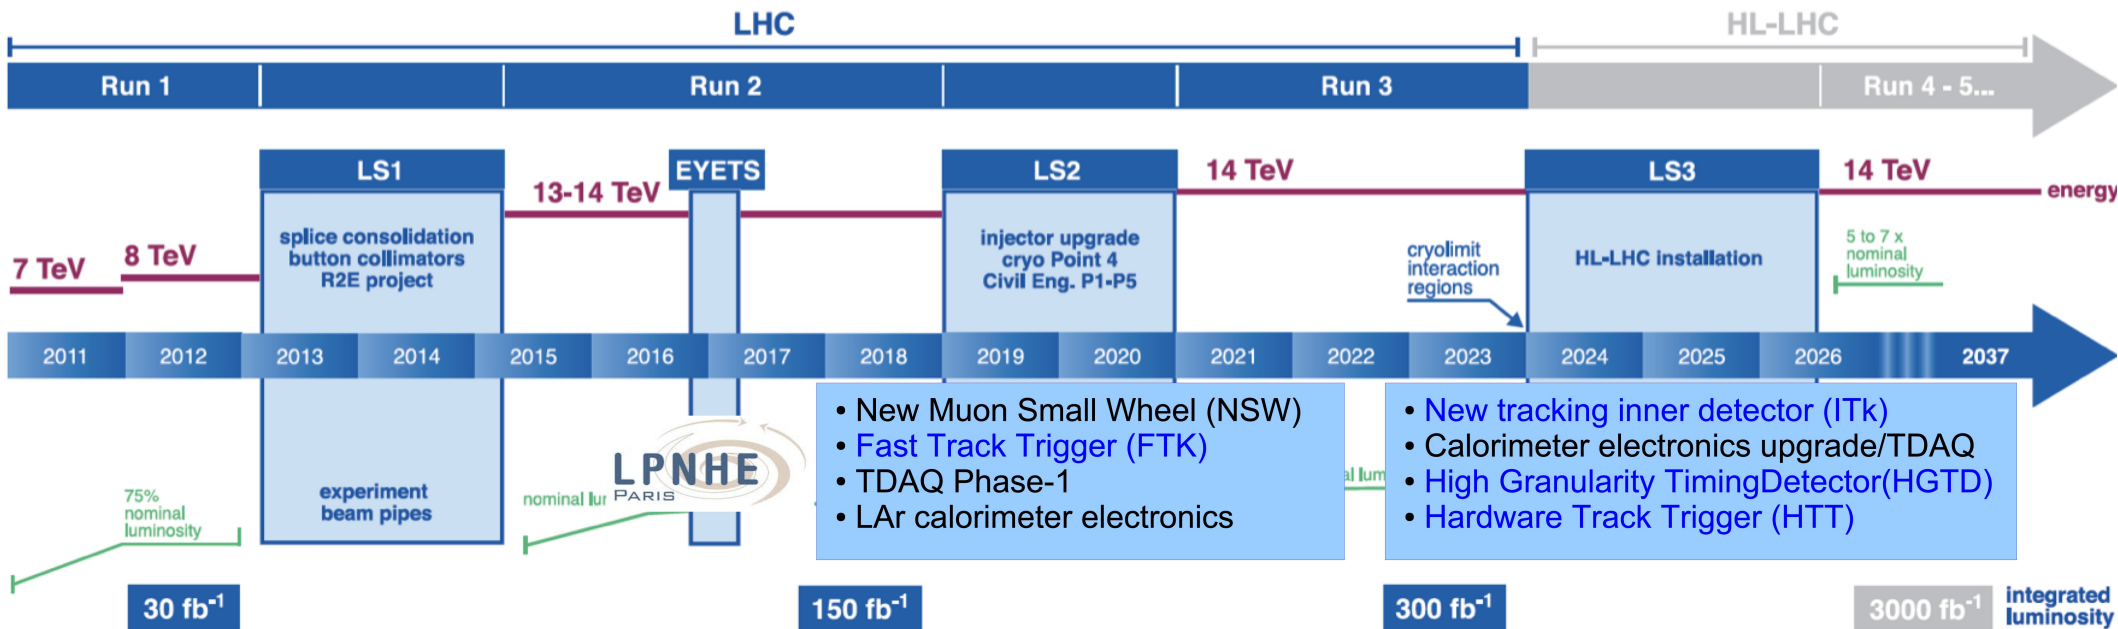 LHC
HL-LHC
Run 1
Run 2
Run 3
Run 4 - 5...
LS1
EYETS
LS2
14 TeV
LS3
14 TeV
13-14 TeV
energy
splice consolidation
button collimators
R2E project
injector upgrade
cryo Point 4
Civil Eng. P1-P5
cryolimit
interaction
regions
HL-LHC installation
5 to 7 x
nominal
luminosity
7 TeV
8 TeV
2011
2012
2013
2014
2015
2016
2017
2018
2019
2020
2021
2022
2023
2024
2025
2026
2037
• New Muon Small Wheel (NSW)
• Fast Track Trigger (FTK)
• TDAQ Phase-1
• LAr calorimeter electronics
• New tracking inner detector (ITk)
• Calorimeter electronics upgrade/TDAQ
• High Granularity TimingDetector(HGTD)
• Hardware Track Trigger (HTT)
LPNHE
PARIS
75%
nominal
luminosity
experiment
beam pipes
nominal
30 fb⁻¹
150 fb⁻¹
300 fb⁻¹
3000 fb⁻¹
integrated
luminosity